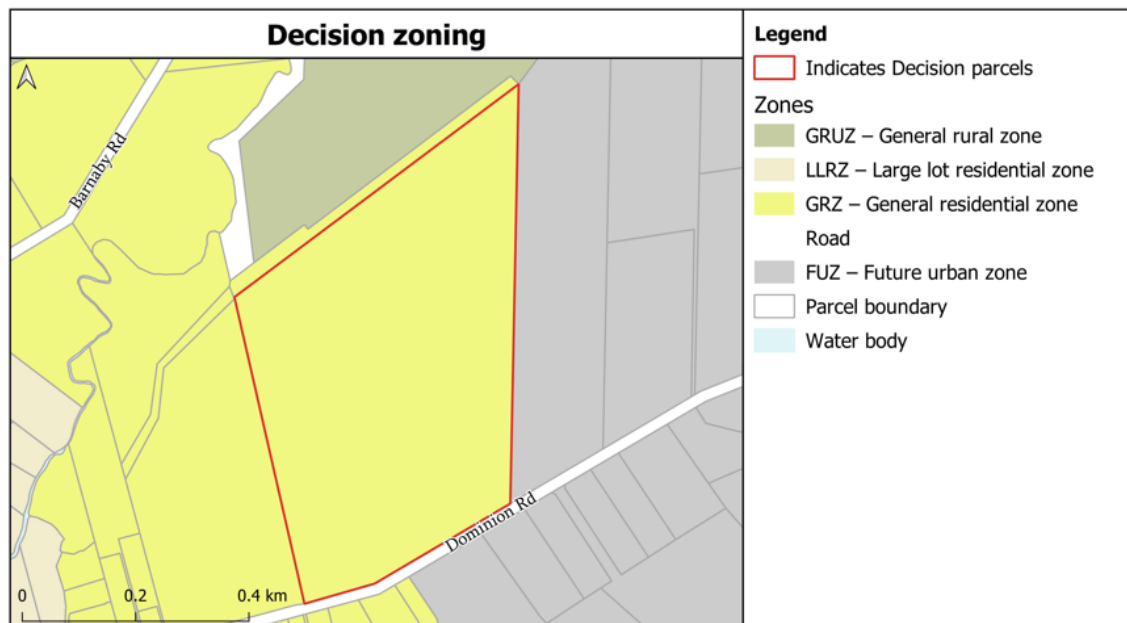 Decision zoning
Barnaby Rd
Dominion Rd
0 0.2 0.4 km
Legend
Indicates Decision parcels
Zones
GRUZ – General rural zone
LLRZ – Large lot residential zone
GRZ – General residential zone
Road
FUZ – Future urban zone
Parcel boundary
Water body